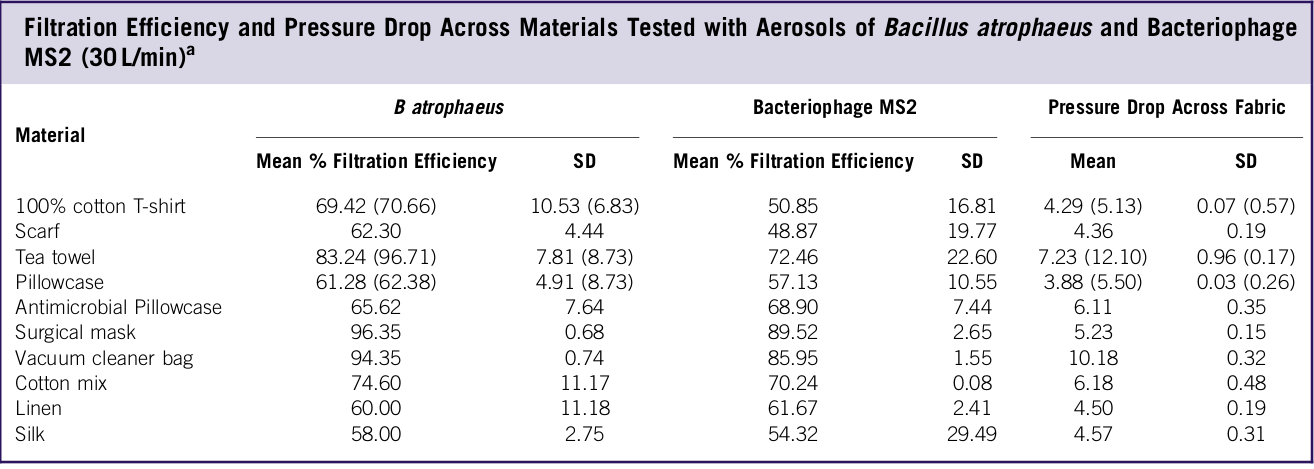 Filtration Efficiency and Pressure Drop Across Materials Tested with Aerosols of Bacillus atrophaeus and Bacteriophage
MS2 (30 L/min)a
B atrophaeus Bacteriophage MS2 Pressure Drop Across Fabric
Material
Mean % Filtration Efficiency SD Mean % Filtration Efficiency SD Mean SD
100% cotton T-shirt 69.42 (70.66) 10.53 (6.83) 50.85 16.81 4.29 (5.13) 0.07 (0.57)
Scarf 62.30 4.44 48.87 19.77 4.36 0.19
Tea towel 83.24 (96.71) 7.81 (8.73) 72.46 22.60 7.23 (12.10) 0.96 (0.17)
Pillowcase 61.28 (62.38) 4.91 (8.73) 57.13 10.55 3.88 (5.50) 0.03 (0.26)
Antimicrobial Pillowcase 65.62 7.64 68.90 7.44 6.11 0.35
Surgical mask 96.35 0.68 89.52 2.65 5.23 0.15
Vacuum cleaner bag 94.35 0.74 85.95 1.55 10.18 0.32
Cotton mix 74.60 11.17 70.24 0.08 6.18 0.48
Linen 60.00 11.18 61.67 2.41 4.50 0.19
Silk 58.00 2.75 54.32 29.49 4.57 0.31